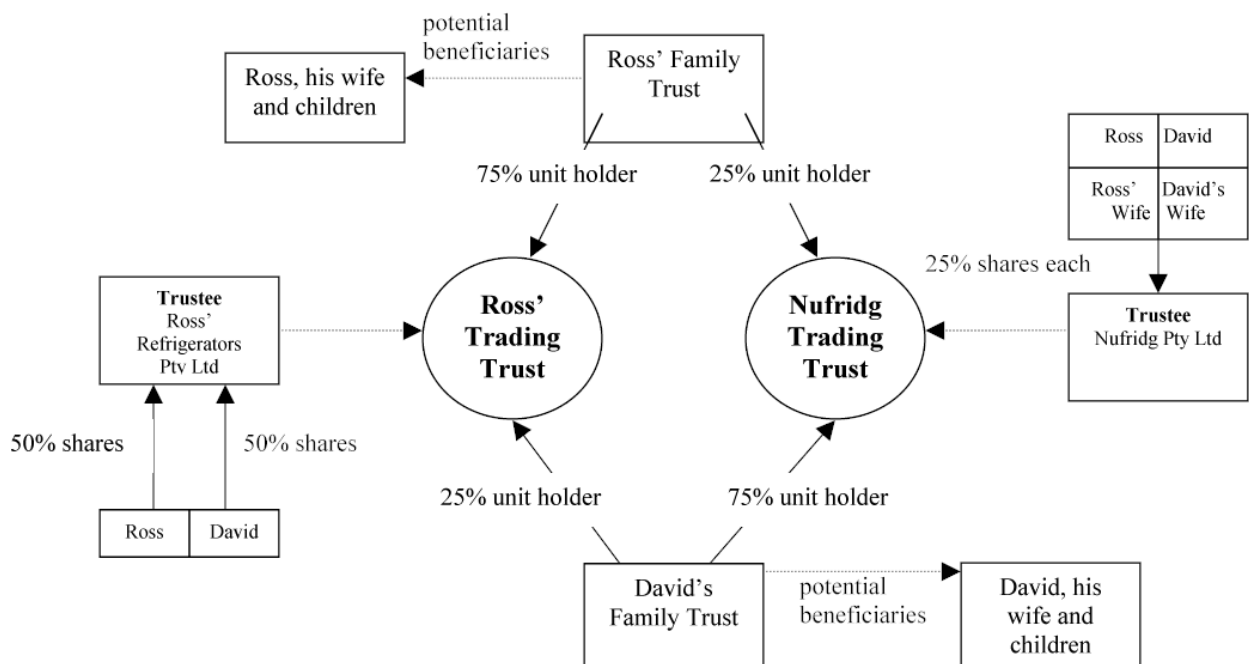 potential
beneficiaries
Ross, his wife
and children
Ross’ Family
Trust
75% unit holder
25% unit holder
Ross
David
Ross’
Wife
David’s
Wife
25% shares each
Trustee
Ross’
Refrigerators
Pty Ltd
Ross’
Trading
Trust
Nufridg
Trading
Trust
Trustee
Nufridg Pty Ltd
50% shares
50% shares
Ross
David
25% unit holder
75% unit holder
David’s
Family Trust
potential
beneficiaries
David, his
wife and
children